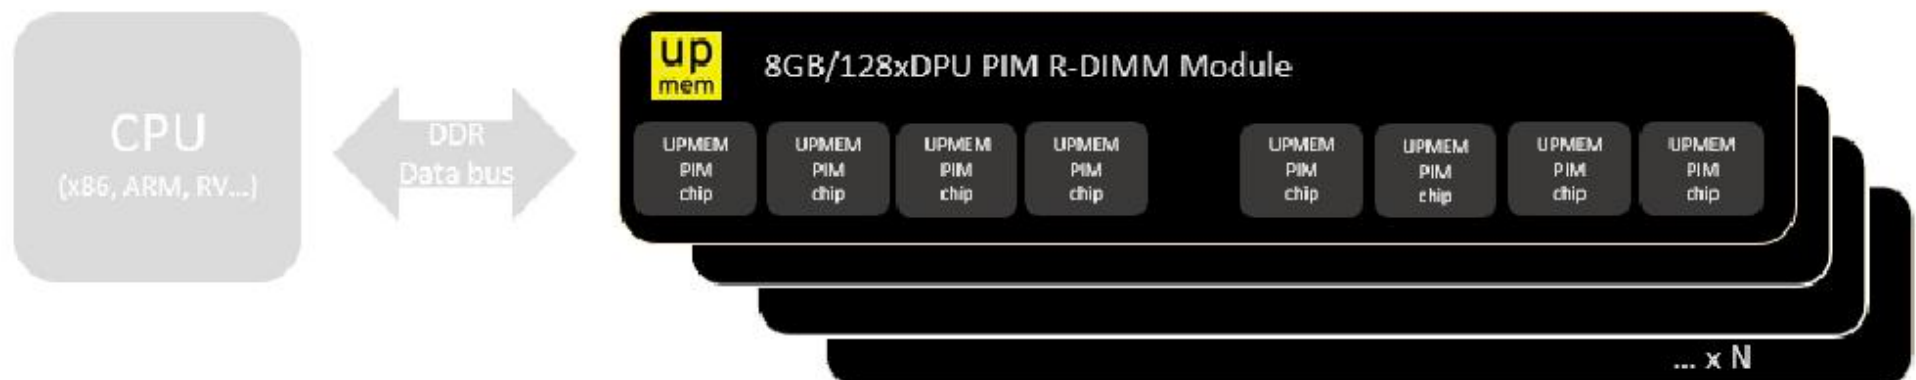 CPU
(x86, ARM, RV...)
DDR
Data bus
up
mem
8GB/128xDPU PIM R-DIMM Module
UPMEM
PIM
chip
UPMEM
PIM
chip
UPMEM
PIM
chip
UPMEM
PIM
chip
UPMEM
PIM
chip
UPMEM
PIM
chip
UPMEM
PIM
chip
UPMEM
PIM
chip
... x N